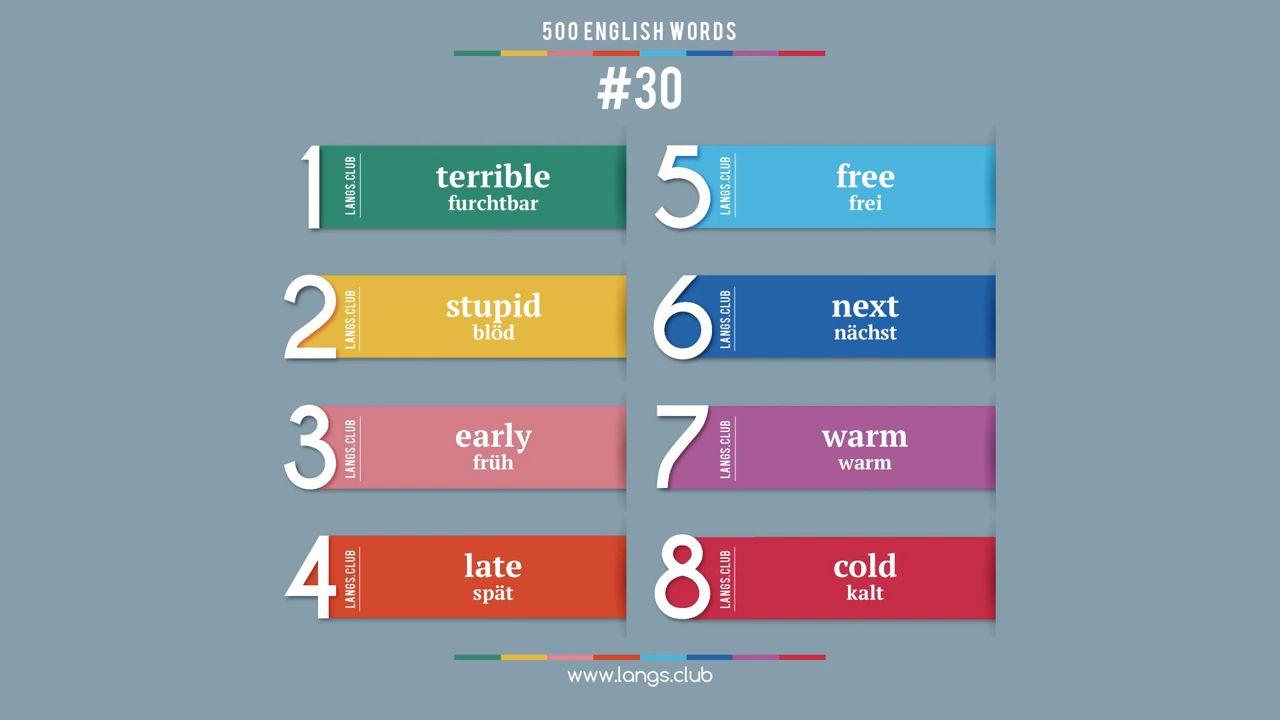 500 ENGLISH WORDS
#30
1
LANGS.CLUB
terrible
furchtbar
2
LANGS.CLUB
stupid
blöd
3
LANGS.CLUB
early
früh
4
LANGS.CLUB
late
spät
5
LANGS.CLUB
free
frei
6
LANGS.CLUB
next
nächst
7
LANGS.CLUB
warm
warm
8
LANGS.CLUB
cold
kalt
www.langs.club